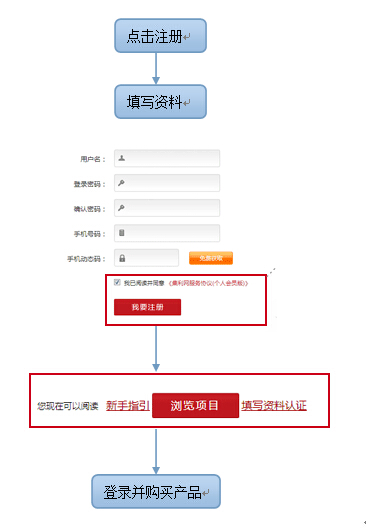 点击注册
填写资料
用户名：
登录密码：
确认密码：
手机号码：
手机动态码： 免费获取
我已阅读并同意 《集利网服务协议(个人会员版)》
我要注册
您现在可以阅读 新手指引 浏览项目 填写资料认证
登录并购买产品